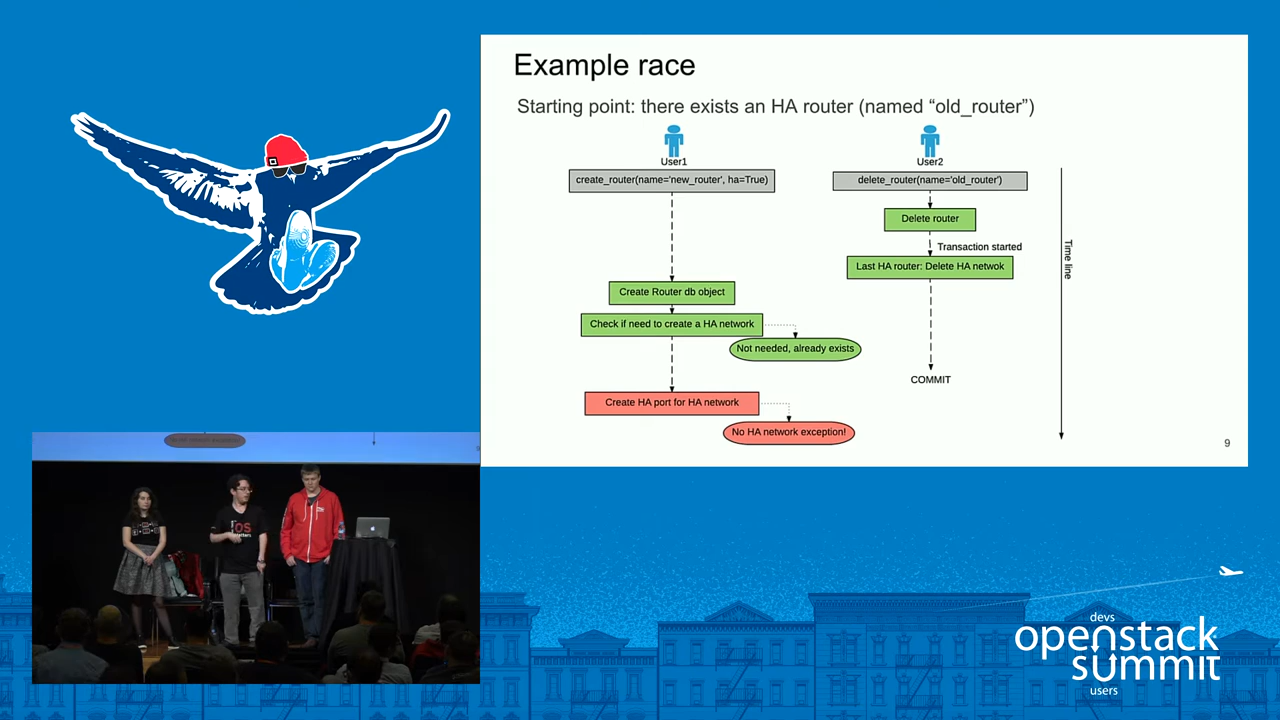 Example race
Starting point: there exists an HA router (named “old_router”)
User1
User2
create_router(name='new_router', ha=True)
delete_router(name='old_router')
Delete router
Transaction started
Last HA router: Delete HA netwok
Time line
Create Router db object
Check if need to create a HA network
Not needed, already exists
COMMIT
Create HA port for HA network
No HA network exception!
9
OS
devs
openstack
summit
users